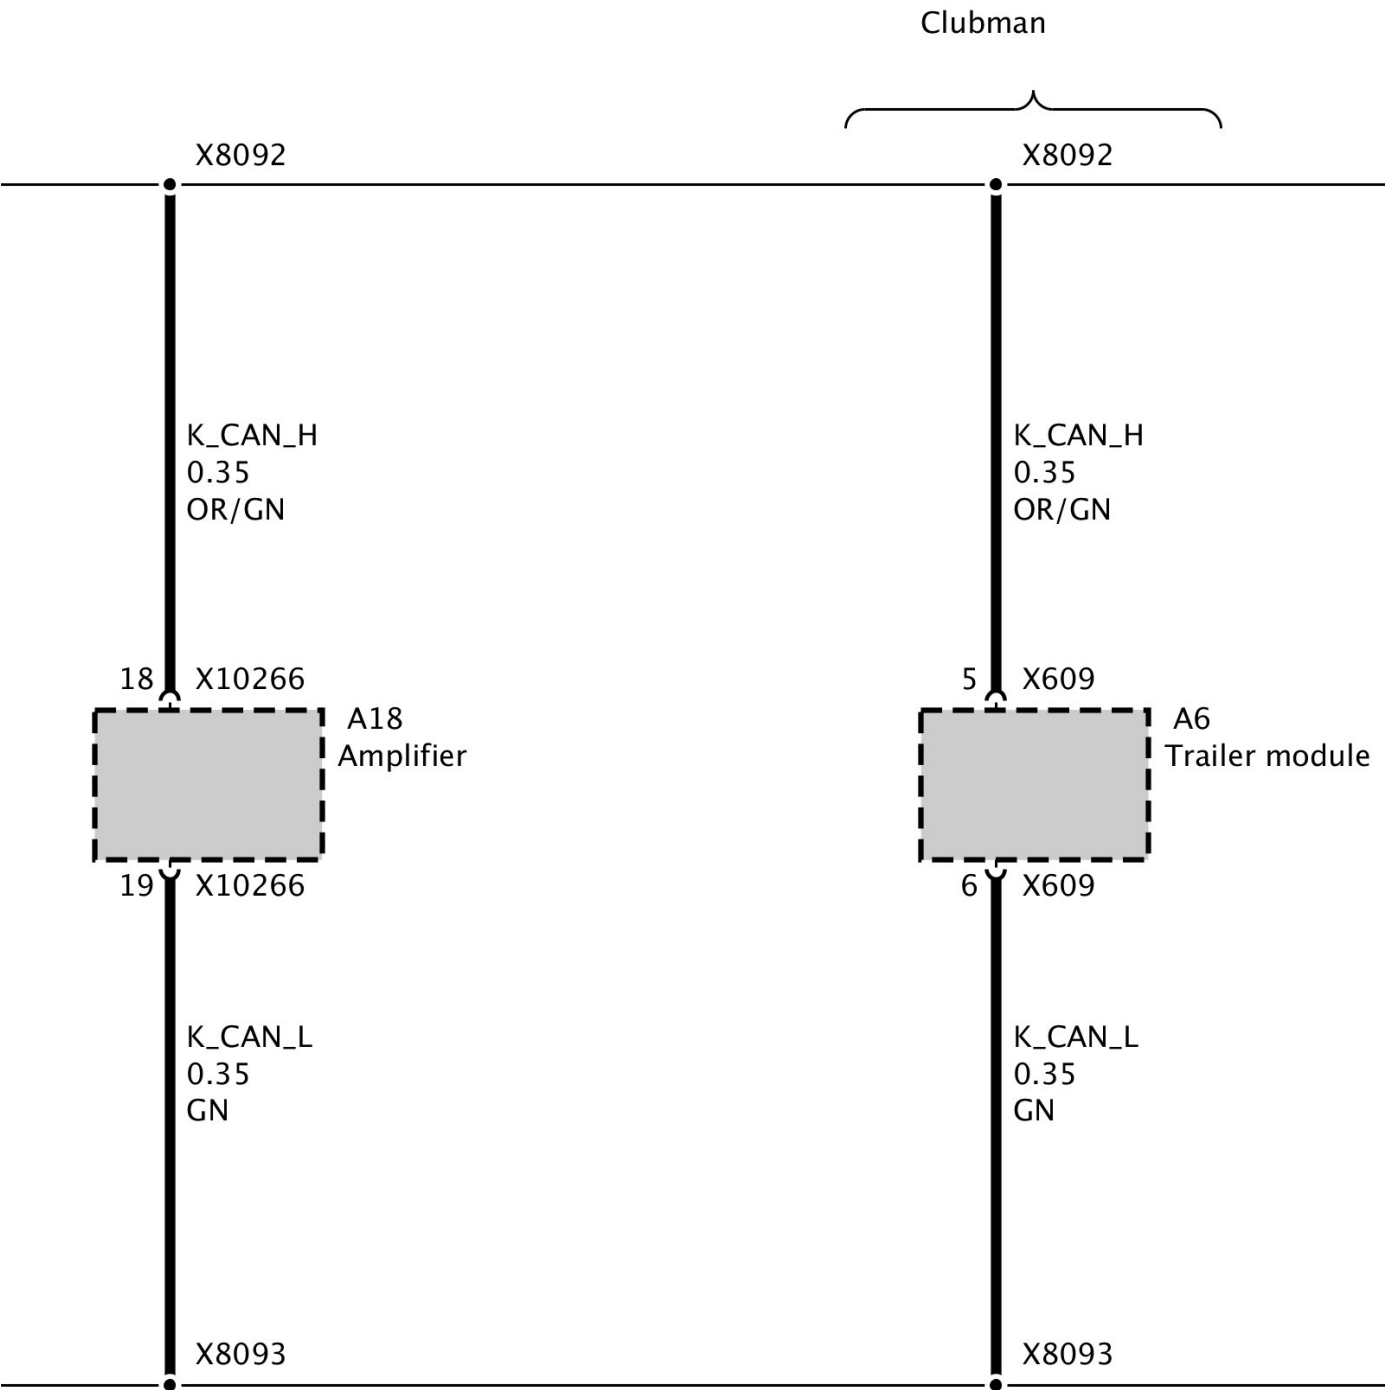 Clubman
X8092
X8092
K_CAN_H
0.35
OR/GN
K_CAN_H
0.35
OR/GN
18 X10266
5 X609
A18
Amplifier
A6
Trailer module
19 X10266
6 X609
K_CAN_L
0.35
GN
K_CAN_L
0.35
GN
X8093
X8093